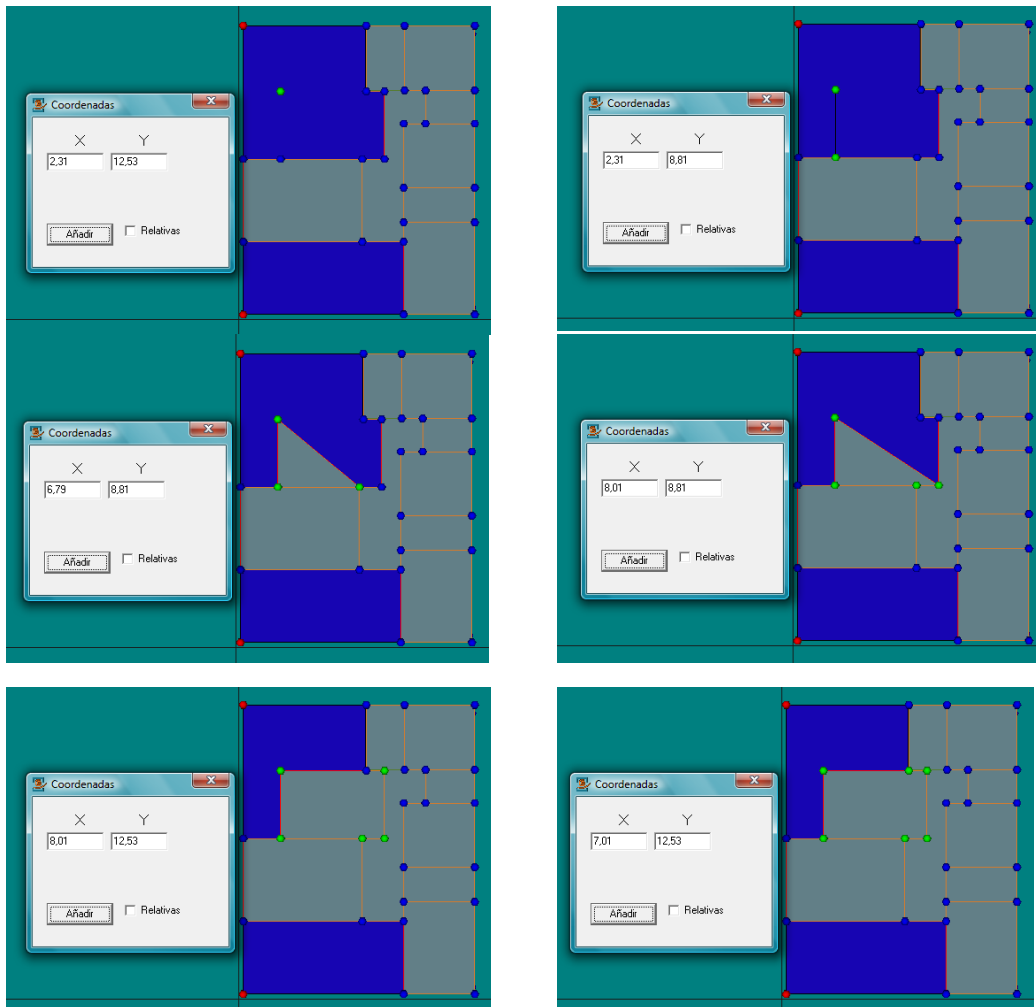 Coordenadas
X Y
2,31 12,53
Añadir Relativas
Coordenadas
X Y
2,31 8,81
Añadir Relativas
Coordenadas
X Y
6,79 8,81
Añadir Relativas
Coordenadas
X Y
8,01 8,81
Añadir Relativas
Coordenadas
X Y
8,01 12,53
Añadir Relativas
Coordenadas
X Y
7,01 12,53
Añadir Relativas